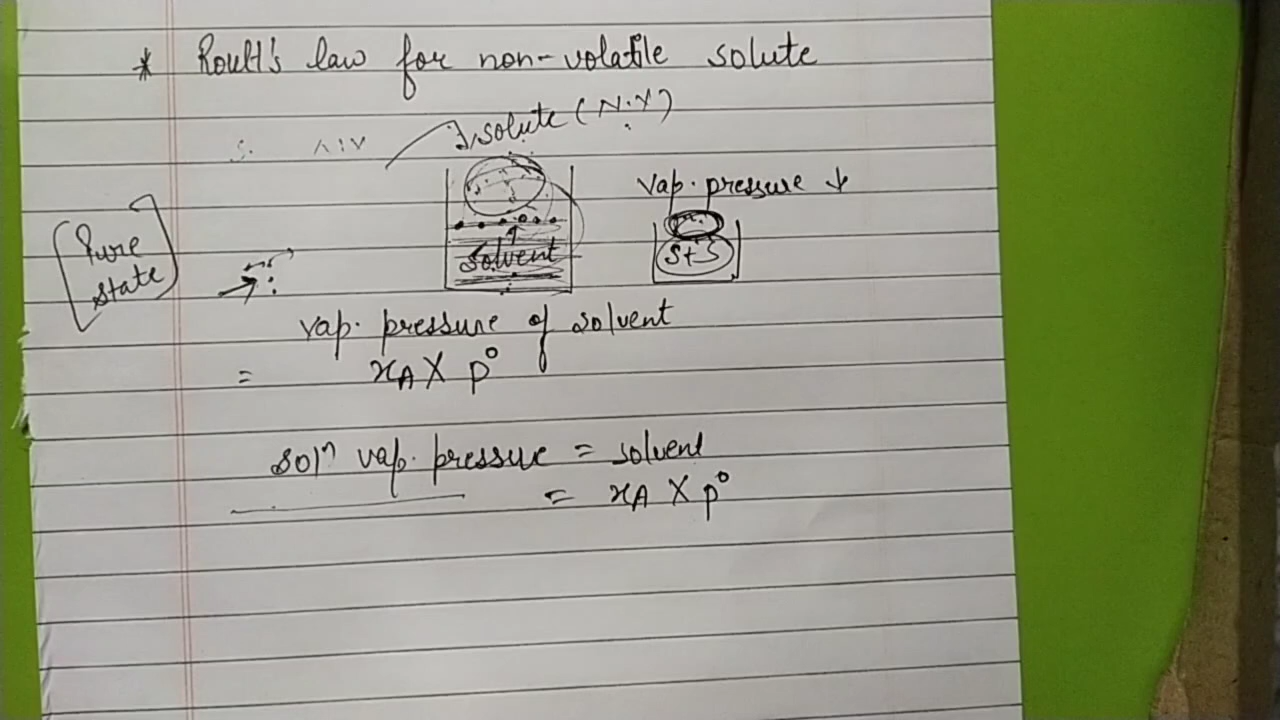 * Roult's law for non-volatile solute
solute (N.V)
Vap. pressure ↓
Pure
state
solvent
S+S
vap. pressure of solvent
= xA X p°
soln vap. pressure = solvent
= xA X p°